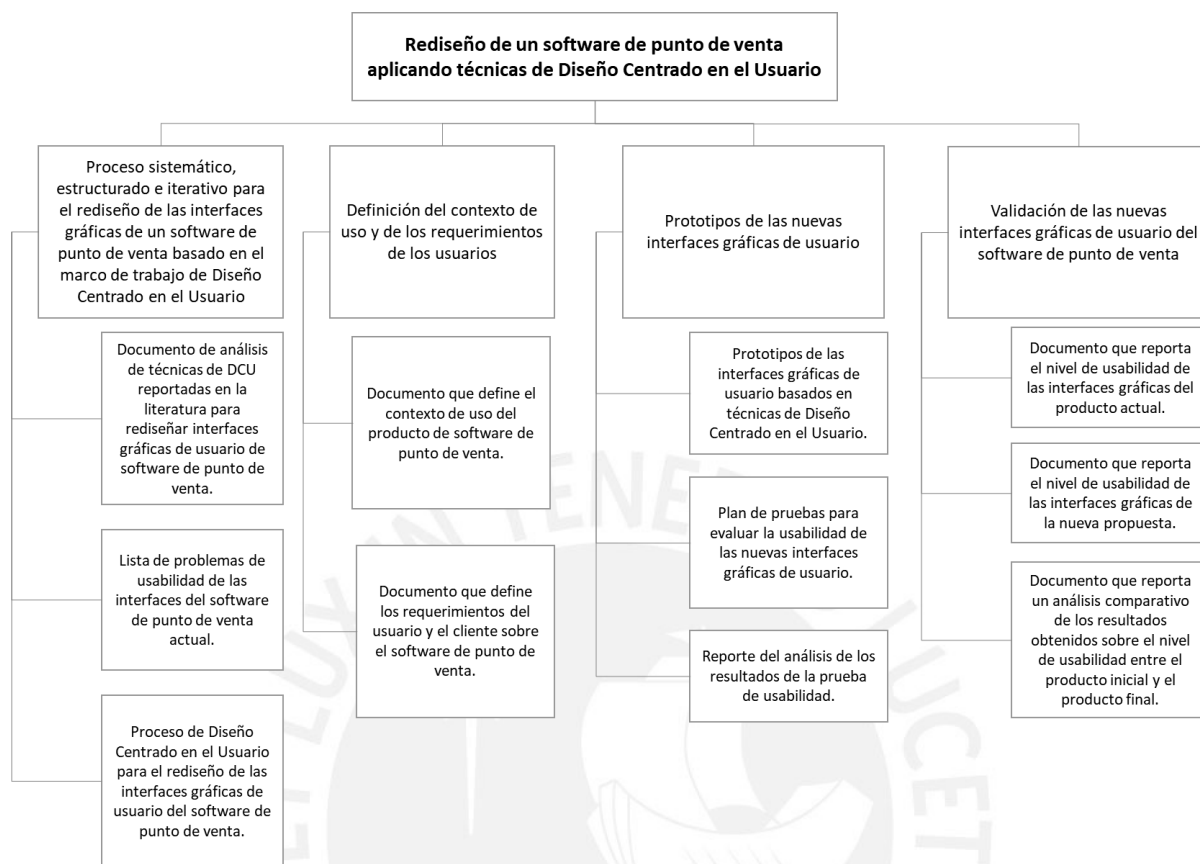 Rediseño de un software de punto de venta
aplicando técnicas de Diseño Centrado en el Usuario
Proceso sistemático,
estructurado e iterativo para
el rediseño de las interfaces
gráficas de un software de
punto de venta basado en el
marco de trabajo de Diseño
Centrado en el Usuario
Documento de análisis
de técnicas de DCU
reportadas en la
literatura para
rediseñar interfaces
gráficas de usuario de
software de punto de
venta.
Lista de problemas de
usabilidad de las
interfaces del software
de punto de venta
actual.
Proceso de Diseño
Centrado en el Usuario
para el rediseño de las
interfaces gráficas de
usuario del software de
punto de venta.
Definición del contexto de
uso y de los requerimientos
de los usuarios
Documento que define el
contexto de uso del
producto de software de
punto de venta.
Documento que define
los requerimientos del
usuario y el cliente sobre
el software de punto de
venta.
Prototipos de las nuevas
interfaces gráficas de usuario
Prototipos de las
interfaces gráficas de
usuario basados en
técnicas de Diseño
Centrado en el Usuario.
Plan de pruebas para
evaluar la usabilidad de
las nuevas interfaces
gráficas de usuario.
Reporte del análisis de los
resultados de la prueba
de usabilidad.
Validación de las nuevas
interfaces gráficas de usuario del
software de punto de venta
Documento que reporta
el nivel de usabilidad de
las interfaces gráficas del
producto actual.
Documento que reporta
el nivel de usabilidad de
las interfaces gráficas de
la nueva propuesta.
Documento que reporta
un análisis comparativo
de los resultados
obtenidos sobre el nivel
de usabilidad entre el
producto inicial y el
producto final.